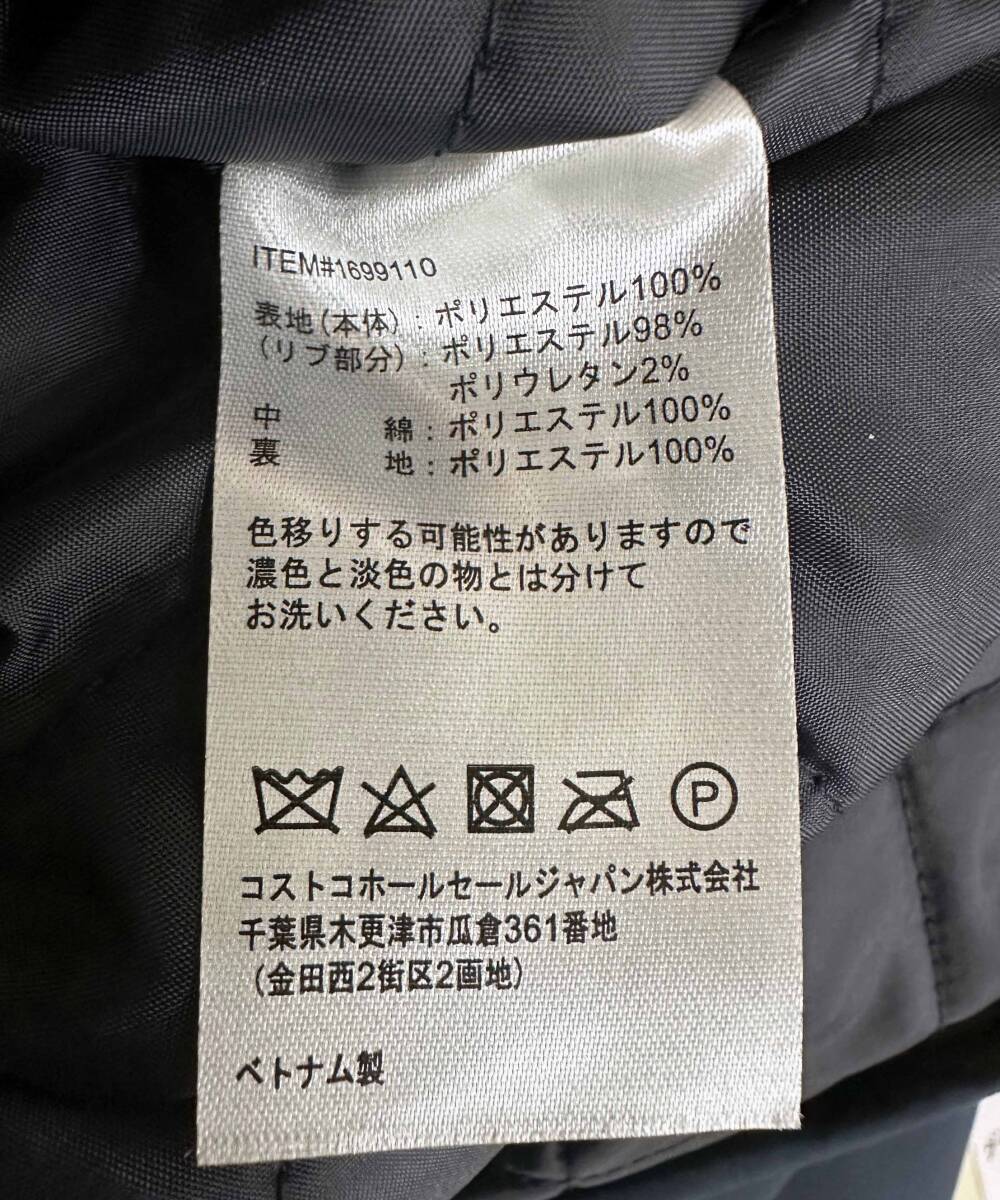 ITEM#1699110
表地(本体):ポリエステル100%
(リブ部分):ポリエステル98%
ポリウレタン2%
中 綿:ポリエステル100%
裏 地:ポリエステル100%
色移りする可能性がありますので
濃色と淡色の物とは分けて
お洗いください。
P
コストコホールセールジャパン株式会社
千葉県木更津市瓜倉361番地
(金田西2街区2画地)
ベトナム製